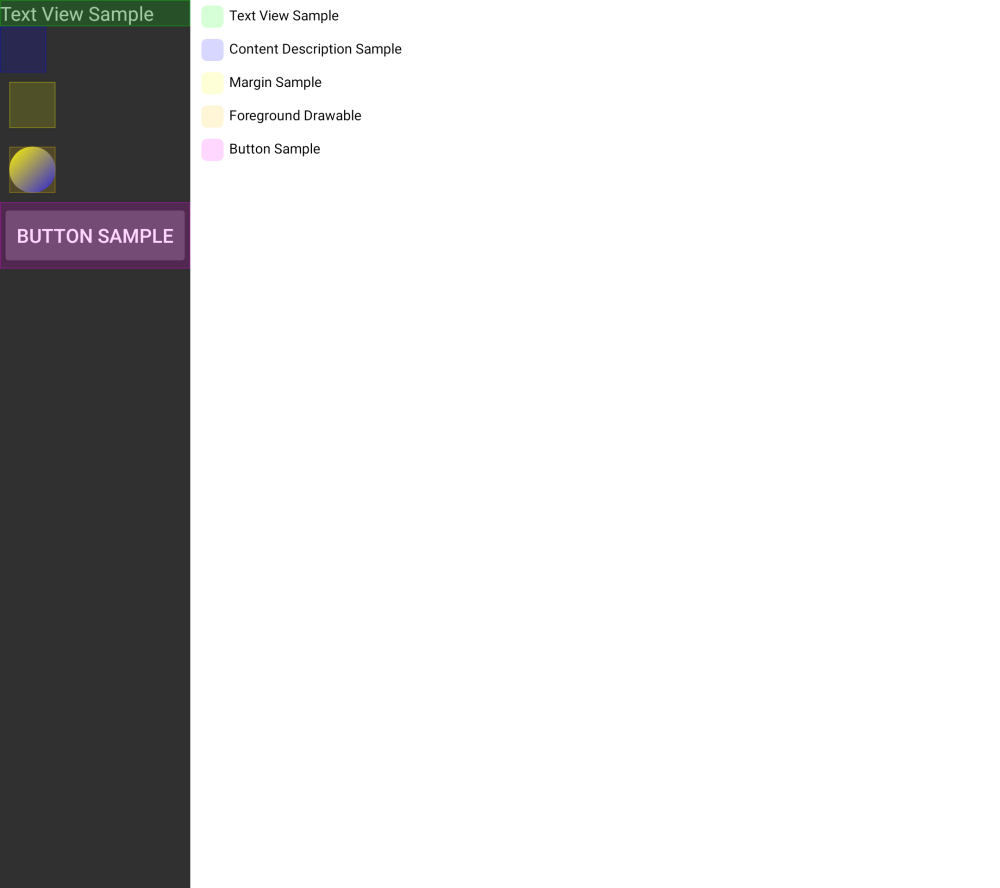 Text View Sample
BUTTON SAMPLE
Text View Sample
Content Description Sample
Margin Sample
Foreground Drawable
Button Sample